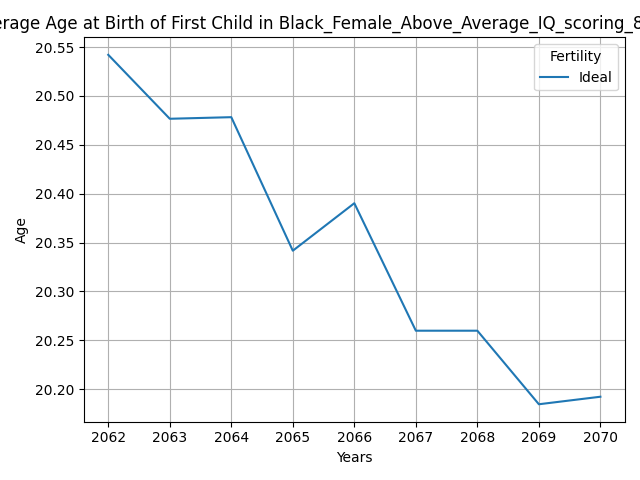 erage Age at Birth of First Child in Black_Female_Above_Average_IQ_scoring_8
Fertility
Ideal
20.55
20.50
20.45
20.40
20.35
20.30
20.25
20.20
Age
2062 2063 2064 2065 2066 2067 2068 2069 2070
Years